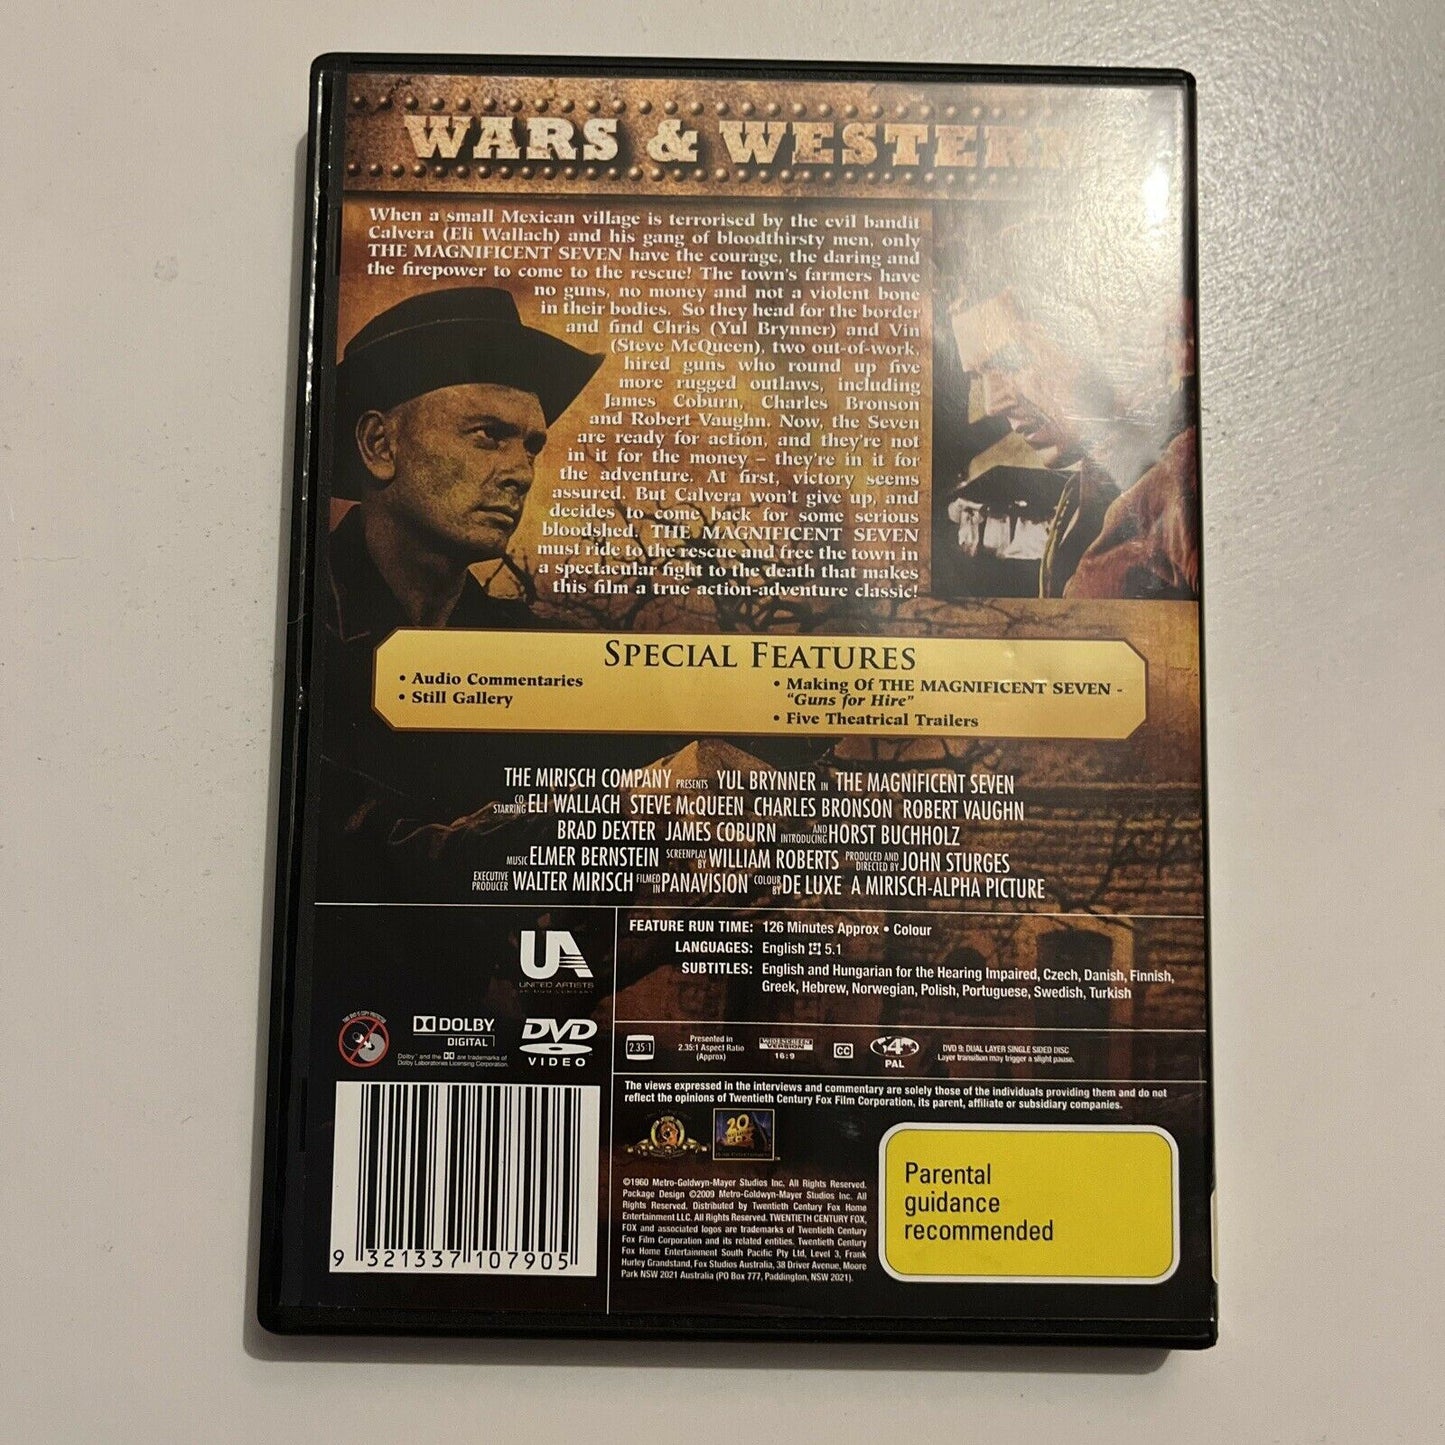 WARS & WESTERN
When a small Mexican village is terrorised by the evil bandit
Calvera (Eli Wallach) and his gang of bloodthirsty men, only
THE MAGNIFICENT SEVEN have the courage, the daring and
the firepower to come to the rescue! The town's farmers have
no guns, no money and not a violent bone
in their bodies. So they head for the border
and find Chris (Yul Brynner) and Vin
(Steve McQueen), two out-of-work,
hired guns who round up five
more rugged outlaws, including
James Coburn, Charles Bronson
and Robert Vaughn. Now, the Seven
are ready for action, and they're not
in it for the money – they're in it for
the adventure. At first, victory seems
assured. But Calvera won't give up, and
decides to come back for some serious
bloodshed. THE MAGNIFICENT SEVEN
must ride to the rescue and free the town in
a spectacular fight to the death that makes
this film a true action-adventure classic!
SPECIAL FEATURES
• Audio Commentaries
• Still Gallery
• Making Of THE MAGNIFICENT SEVEN -
"Guns for Hire"
• Five Theatrical Trailers
THE MIRISCH COMPANY PRESENTS YUL BRYNNER IN THE MAGNIFICENT SEVEN
CO STARRING ELI WALLACH STEVE McQUEEN CHARLES BRONSON ROBERT VAUGHN
BRAD DEXTER JAMES COBURN AND INTRODUCING HORST BUCHHOLZ
MUSIC ELMER BERNSTEIN SCREENPLAY BY WILLIAM ROBERTS PRODUCED AND DIRECTED BY JOHN STURGES
EXECUTIVE PRODUCER WALTER MIRISCH FILMED IN PANAVISION COLOUR BY DE LUXE A MIRISCH-ALPHA PICTURE
UA
UNITED ARTISTS
FEATURE RUN TIME: 126 Minutes Approx • Colour
LANGUAGES: English 5.1
SUBTITLES: English and Hungarian for the Hearing Impaired, Czech, Danish, Finnish,
Greek, Hebrew, Norwegian, Polish, Portuguese, Swedish, Turkish
THIS DVD IS COPY PROTECTED
DOLBY
DIGITAL
Dolby™ and the DD are trademarks of
Dolby Laboratories Licensing Corporation.
DVD
VIDEO
2.35:1
Presented in
2.35:1 Aspect Ratio
(Approx)
WIDESCREEN
VERSION
16:9
CC
4
PAL
DVD 9: DUAL LAYER SINGLE SIDED DISC
Layer transition may trigger a slight pause.
The views expressed in the interviews and commentary are solely those of the individuals providing them and do not
reflect the opinions of Twentieth Century Fox Film Corporation, its parent, affiliate or subsidiary companies.
20
FOX
©1960 Metro-Goldwyn-Mayer Studios Inc. All Rights Reserved.
Package Design ©2009 Metro-Goldwyn-Mayer Studios Inc. All
Rights Reserved. Distributed by Twentieth Century Fox Home
Entertainment LLC. All Rights Reserved. TWENTIETH CENTURY FOX,
FOX and associated logos are trademarks of Twentieth Century
Fox Film Corporation and its related entities. Twentieth Century
Fox Home Entertainment South Pacific Pty Ltd, Level 3, Frank
Hurley Grandstand, Fox Studios Australia, 38 Driver Avenue, Moore
Park NSW 2021 Australia (PO Box 777, Paddington, NSW 2021).
Parental
guidance
recommended
9 321337 107905